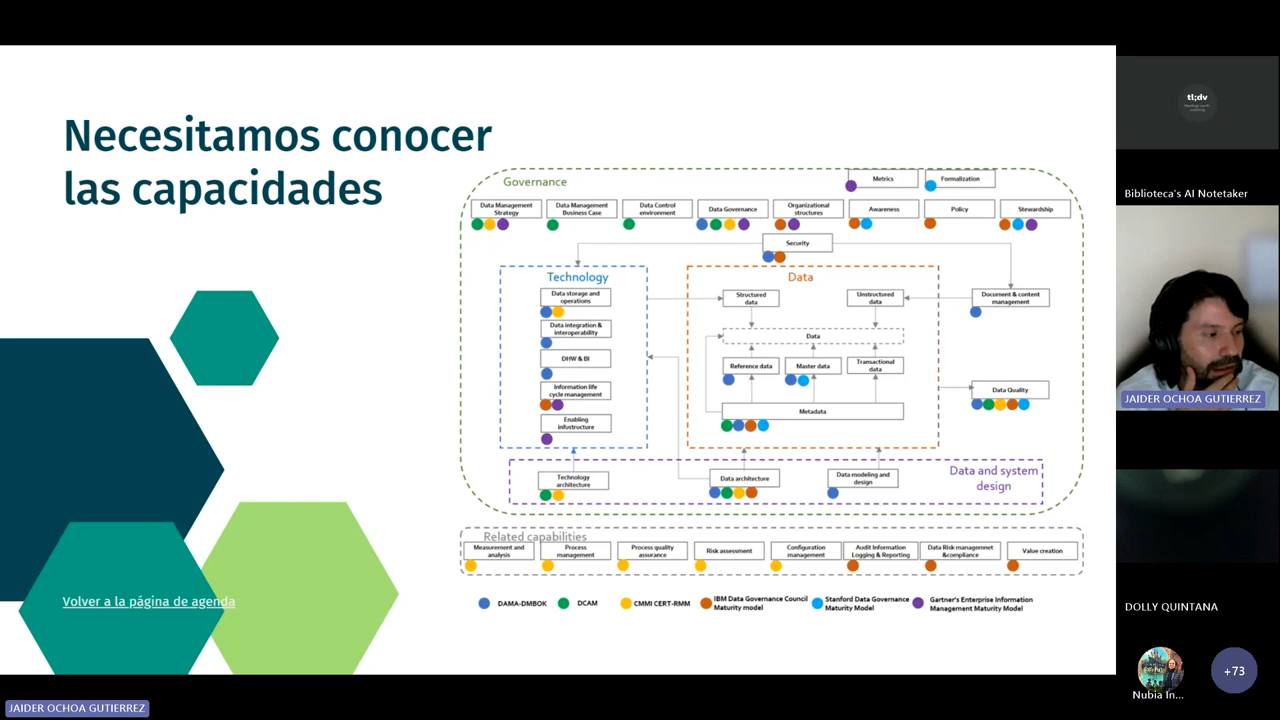 Necesitamos conocer
las capacidades
Governance
Metrics
Formalization
Data Management
Strategy
Data Management
Business Case
Data Control
environment
Data Governance
Organizational
structures
Awareness
Policy
Stewardship
Security
Technology
Data storage and
operations
Data integration &
interoperability
DHW & BI
Information life
cycle management
Enabling
infustructure
Data
Structured
data
Unstructured
data
Data
Reference data
Master data
Transactional
data
Metadata
Document & content
management
Data Quality
Technology
architecture
Data architecture
Data modeling and
design
Data and system
design
Related capabilities
Measurement and
analysis
Process
management
Process quality
assurance
Risk assessment
Configuration
management
Audit Information
Logging & Reporting
Data Risk managemnet
&compliance
Value creation
DAMA-DMBOK
DCAM
CMMI CERT-RMM
IBM Data Governance Council
Maturity model
Stanford Data Governance
Maturity Model
Gartner's Enterprise Information
Management Maturity Model
Volver a la página de agenda
JAIDER OCHOA GUTIERREZ
tl;dv
Biblioteca's AI Notetaker
JAIDER OCHOA GUTIERREZ
DOLLY QUINTANA
Nubia In...
+73